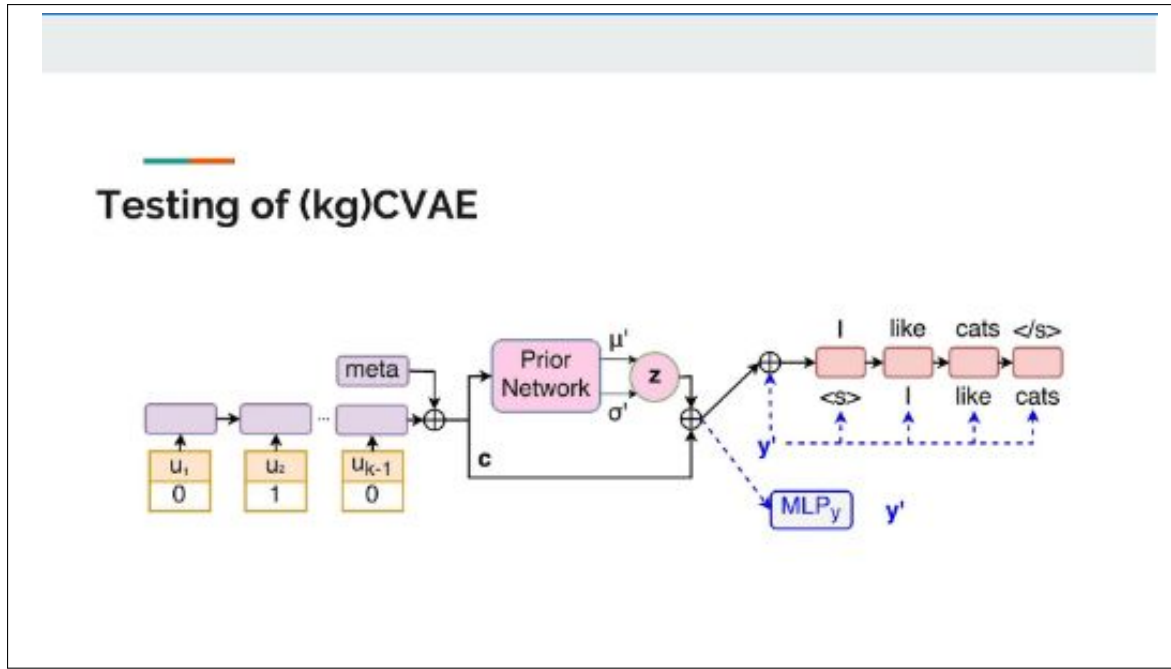 Testing of (kg)CVAE
I like cats </s>
μ'
meta
Prior
Network
z
σ'
<s> I like cats
...
c
y'
u₁ u₂ uₖ₋₁
0 1 0
MLPy y'